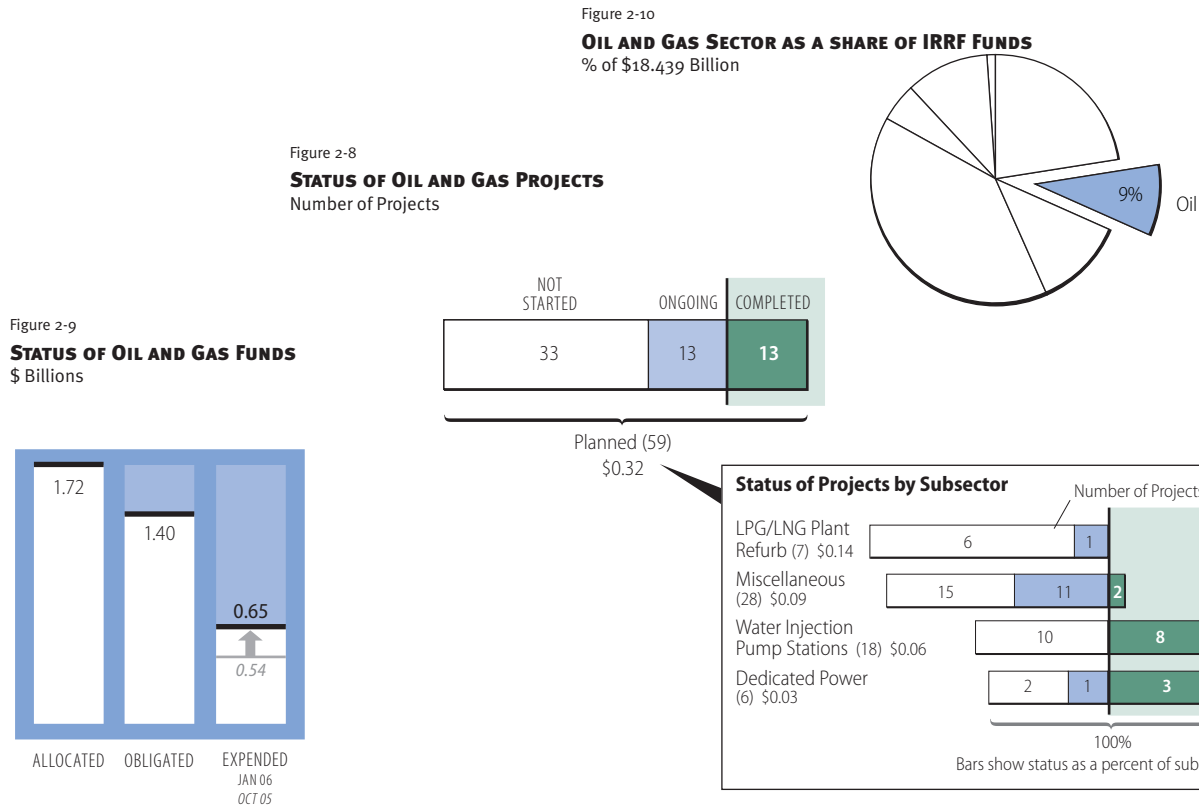 Figure 2-10
Oil and Gas Sector as a share of IRRF Funds
% of $18.439 Billion
9%
Oil
Figure 2-8
Status of Oil and Gas Projects
Number of Projects
NOT
STARTED
ONGOING
COMPLETED
33
13
13
Planned (59)
$0.32
Figure 2-9
Status of Oil and Gas Funds
$ Billions
1.72
1.40
0.65
0.54
ALLOCATED
OBLIGATED
EXPENDED
JAN 06
OCT 05
Status of Projects by Subsector
Number of Projects
LPG/LNG Plant
Refurb (7) $0.14
6
1
Miscellaneous
(28) $0.09
15
11
2
Water Injection
Pump Stations (18) $0.06
10
8
Dedicated Power
(6) $0.03
2
1
3
100%
Bars show status as a percent of sub